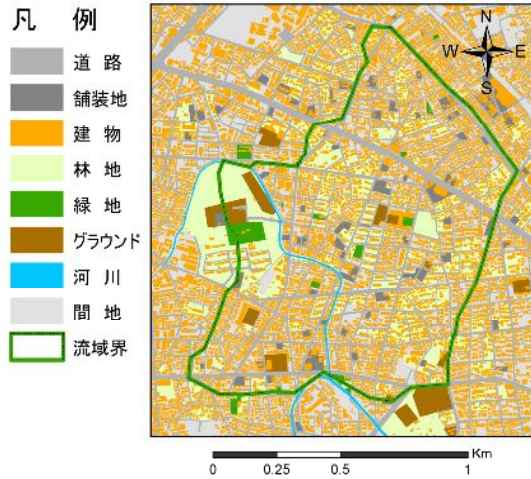 凡 例
道 路
舗装地
建 物
林 地
緑 地
グラウンド
河 川
間 地
流域界
N
W E
S
Km
0 0.25 0.5 1